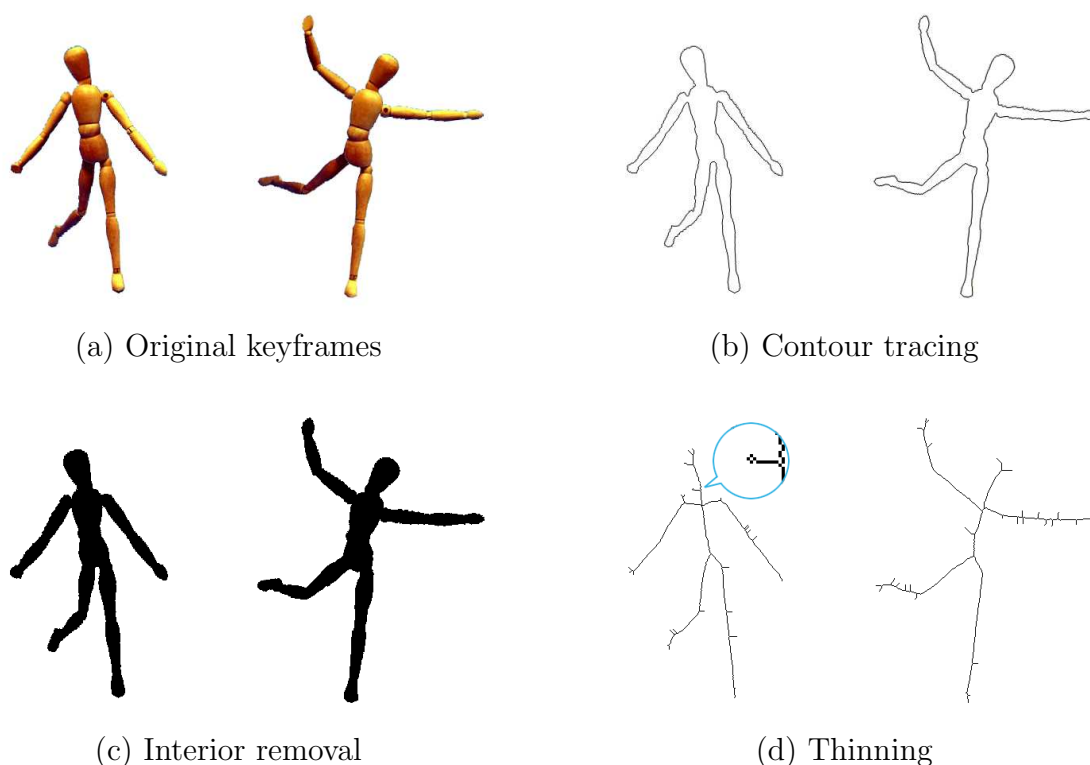 (a) Original keyframes
(b) Contour tracing
(c) Interior removal
(d) Thinning